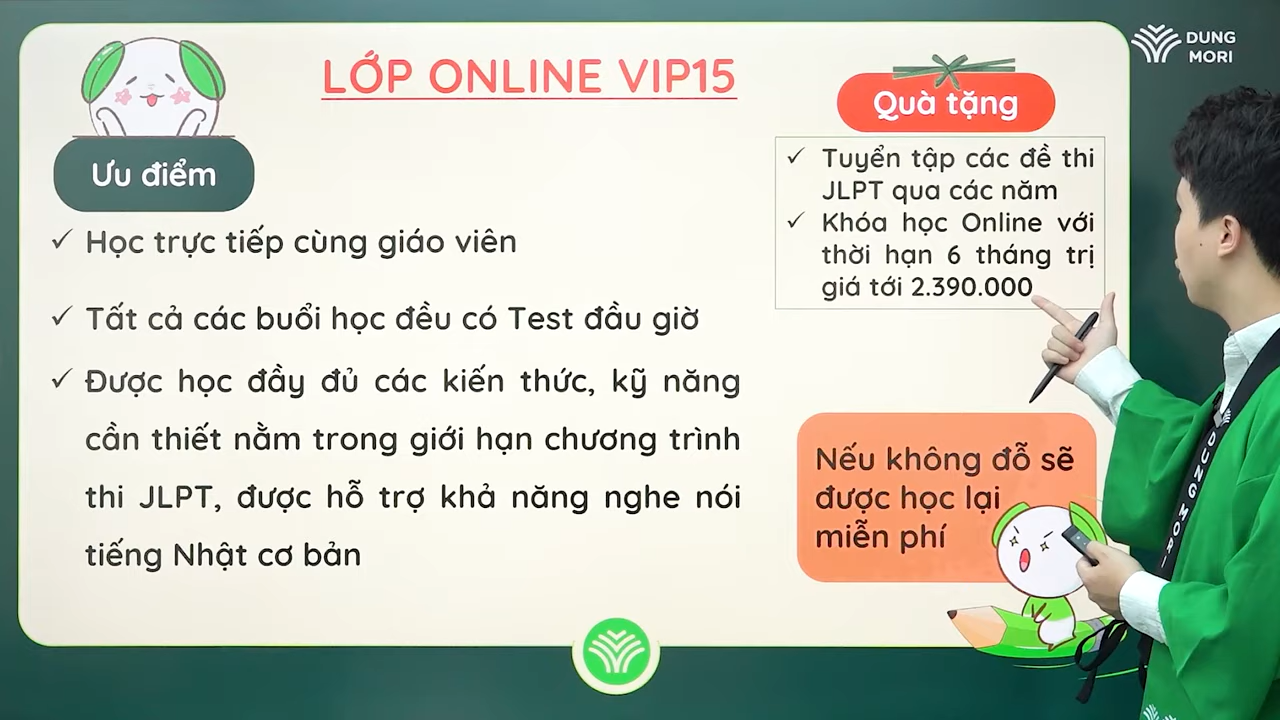 LỚP ONLINE VIP15
DUNG
MORI
Quà tặng
Ưu điểm
✓ Học trực tiếp cùng giáo viên
✓ Tất cả các buổi học đều có Test đầu giờ
✓ Được học đầy đủ các kiến thức, kỹ năng
cần thiết nằm trong giới hạn chương trình
thi JLPT, được hỗ trợ khả năng nghe nói
tiếng Nhật cơ bản
✓ Tuyển tập các đề thi
JLPT qua các năm
✓ Khóa học Online với
thời hạn 6 tháng trị
giá tới 2.390.000
Nếu không đỗ sẽ
được học lại
miễn phí
DUNG MORI
DUNG MORI